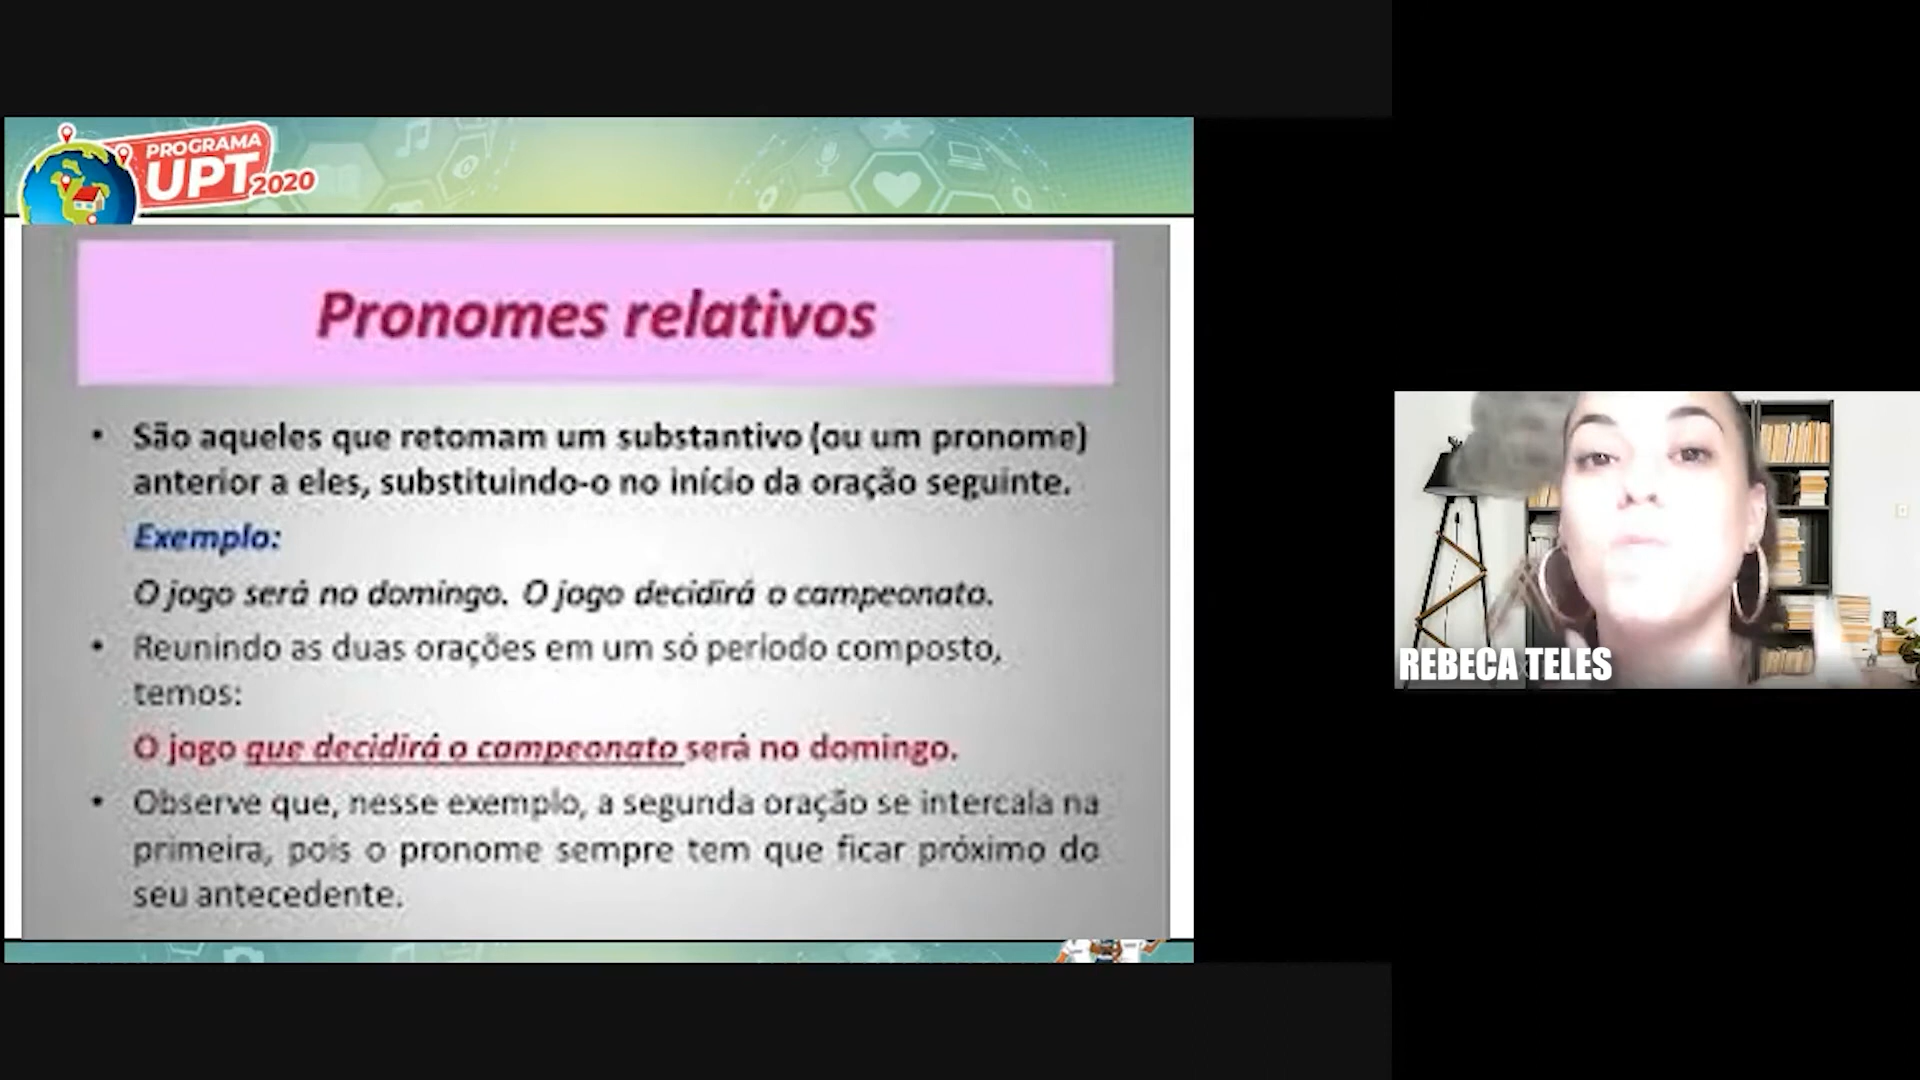 PROGRAMA
UPT 2020
Pronomes relativos
• São aqueles que retomam um substantivo (ou um pronome)
anterior a eles, substituindo-o no início da oração seguinte.
Exemplo:
O jogo será no domingo. O jogo decidirá o campeonato.
• Reunindo as duas orações em um só período composto,
temos:
O jogo que decidirá o campeonato será no domingo.
• Observe que, nesse exemplo, a segunda oração se intercala na
primeira, pois o pronome sempre tem que ficar próximo do
seu antecedente.
REBECA TELES